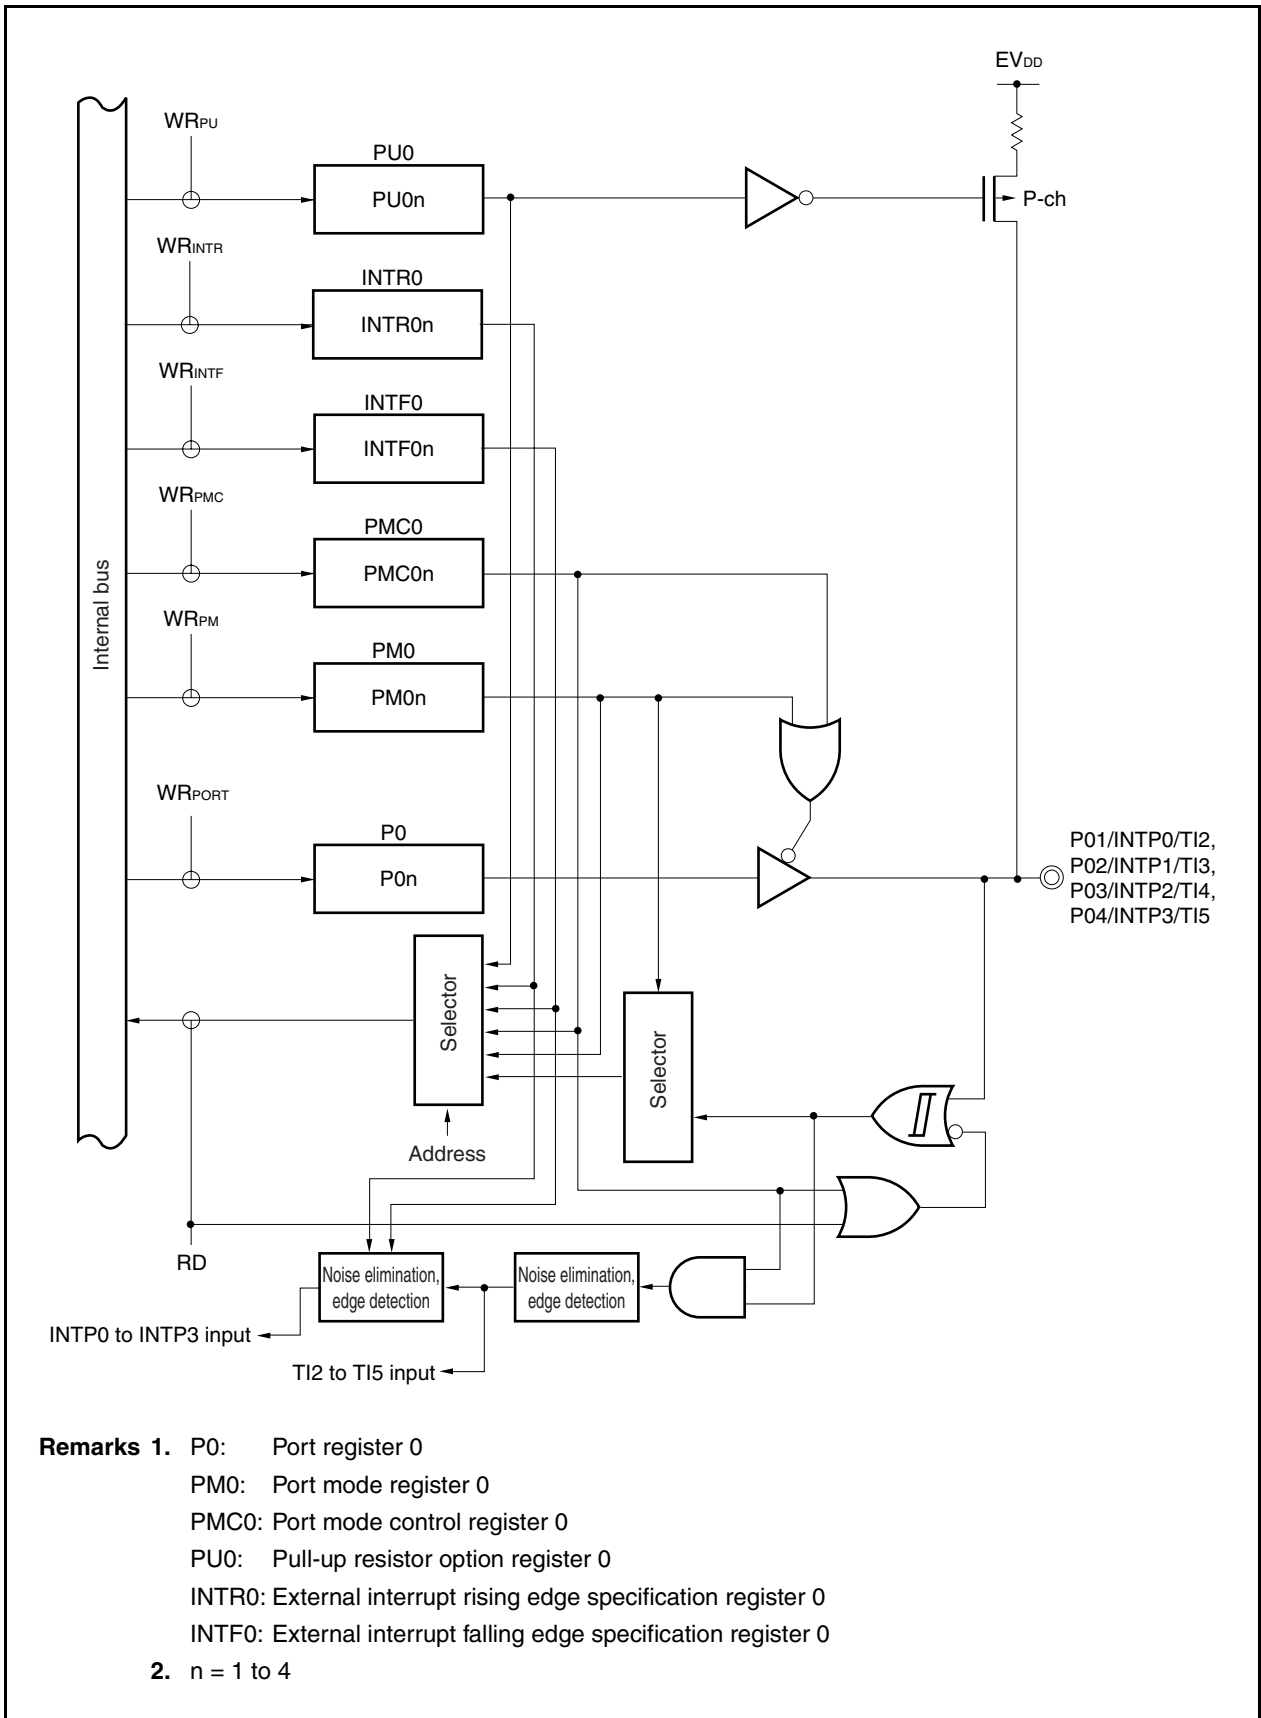 EVDD
WRPU
PU0
PU0n
P-ch
WRINTR
INTR0
INTR0n
WRINTF
INTF0
INTF0n
WRPMC
PMC0
PMC0n
Internal bus
WRPM
PM0
PM0n
WRPORT
P0
P0n
P01/INTP0/TI2,
P02/INTP1/TI3,
P03/INTP2/TI4,
P04/INTP3/TI5
Selector
Selector
Address
RD
Noise elimination,
edge detection
Noise elimination,
edge detection
INTP0 to INTP3 input
TI2 to TI5 input
Remarks 1. P0: Port register 0
PM0: Port mode register 0
PMC0: Port mode control register 0
PU0: Pull-up resistor option register 0
INTR0: External interrupt rising edge specification register 0
INTF0: External interrupt falling edge specification register 0
2. n = 1 to 4